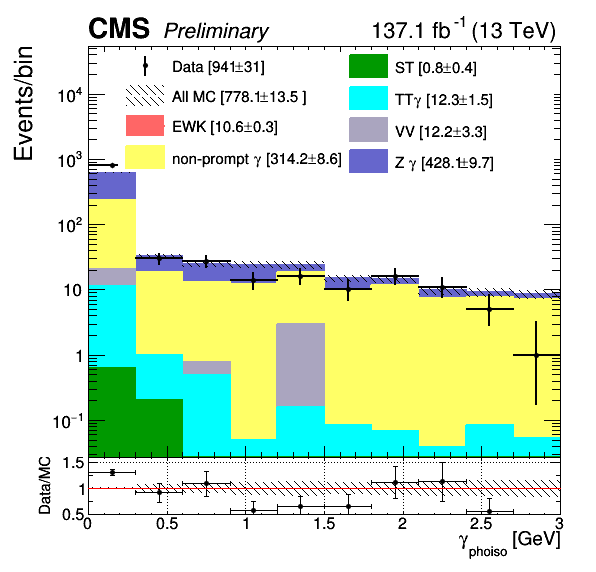 CMS Preliminary 137.1 fb⁻¹ (13 TeV)
Events/bin
Data [941±31]
All MC [778.1±13.5 ]
EWK [10.6±0.3]
non-prompt γ [314.2±8.6]
ST [0.8±0.4]
TTγ [12.3±1.5]
VV [12.2±3.3]
Z γ [428.1±9.7]
10⁴
10³
10²
10
1
10⁻¹
Data/MC
1.5
1
0.5
0 0.5 1 1.5 2 2.5 3
γ_phoiso [GeV]